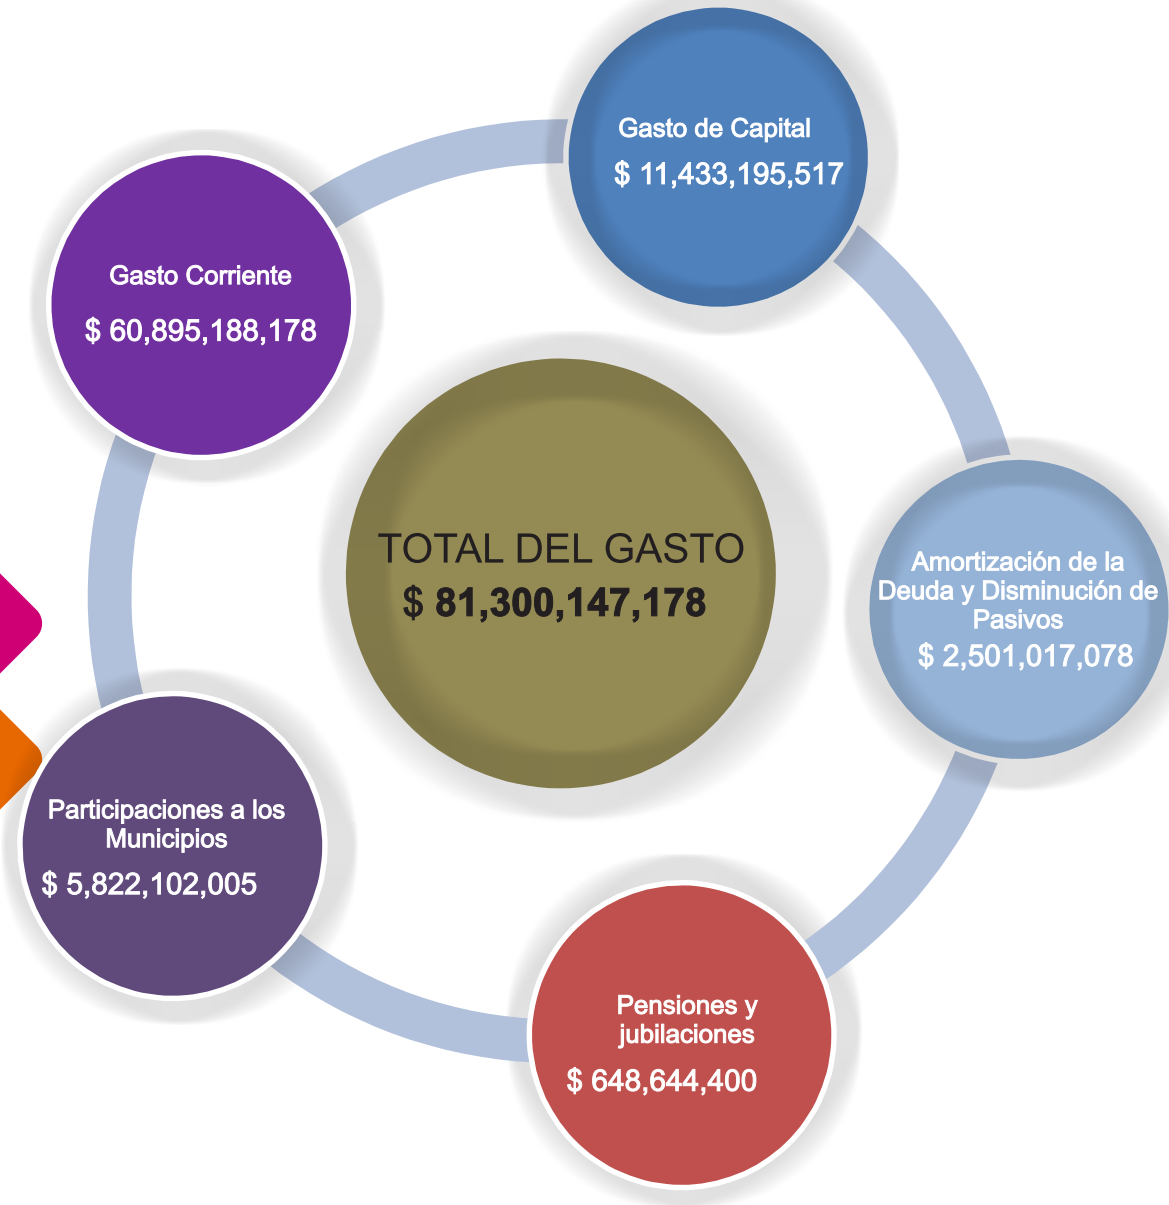 Gasto de Capital
$ 11,433,195,517
Gasto Corriente
$ 60,895,188,178
TOTAL DEL GASTO
$ 81,300,147,178
Amortización de la
Deuda y Disminución de
Pasivos
$ 2,501,017,078
Participaciones a los
Municipios
$ 5,822,102,005
Pensiones y
jubilaciones
$ 648,644,400